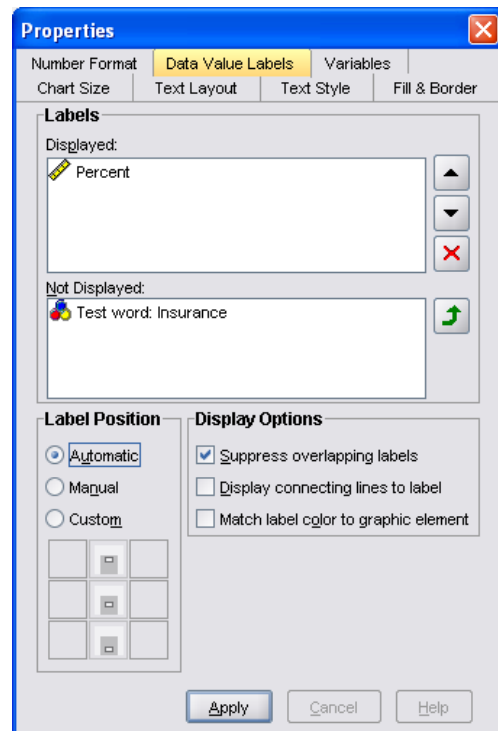 Properties
Number Format Data Value Labels Variables
Chart Size Text Layout Text Style Fill & Border
Labels
Displayed:
Percent
Not Displayed:
Test word: Insurance
Label Position
Automatic
Manual
Custom
Display Options
Suppress overlapping labels
Display connecting lines to label
Match label color to graphic element
Apply Cancel Help